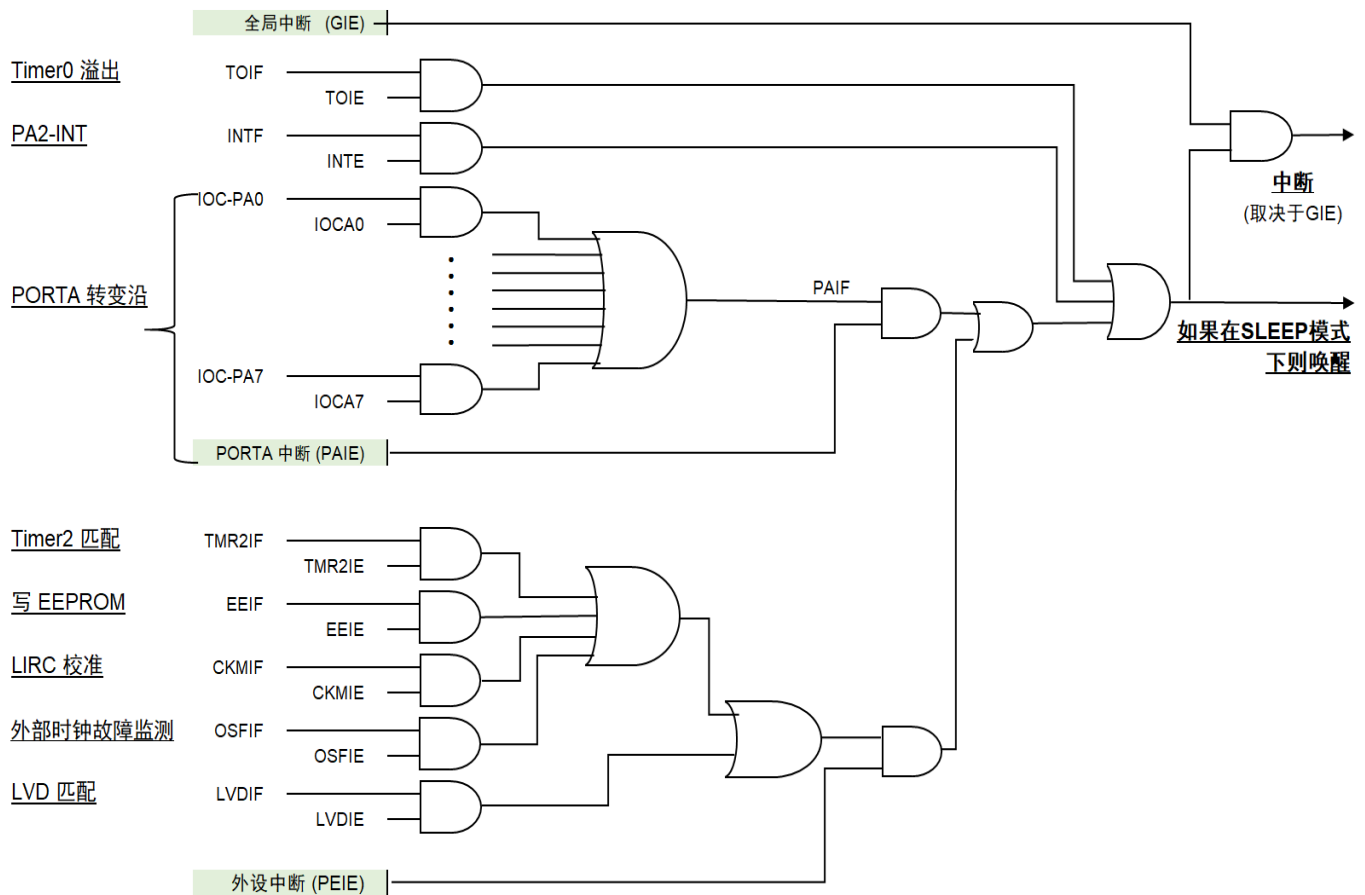 全局中断 (GIE)
Timer0 溢出
TOIF
TOIE
PA2-INT
INTF
INTE
IOC-PA0
IOCA0
PORTA 转变沿
PAIF
IOC-PA7
IOCA7
PORTA 中断 (PAIE)
中断
(取决于GIE)
如果在SLEEP模式
下则唤醒
Timer2 匹配
TMR2IF
TMR2IE
写 EEPROM
EEIF
EEIE
LIRC 校准
CKMIF
CKMIE
外部时钟故障监测
OSFIF
OSFIE
LVD 匹配
LVDIF
LVDIE
外设中断 (PEIE)